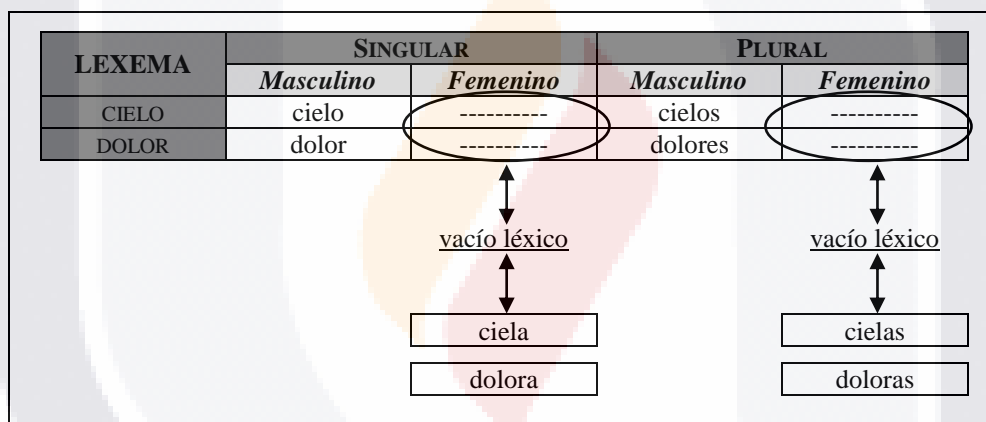 LEXEMA SINGULAR PLURAL
Masculino Femenino Masculino Femenino
CIELO cielo ---------- cielos ----------
DOLOR dolor ---------- dolores ----------
vacío léxico vacío léxico
ciela cielas
dolora doloras